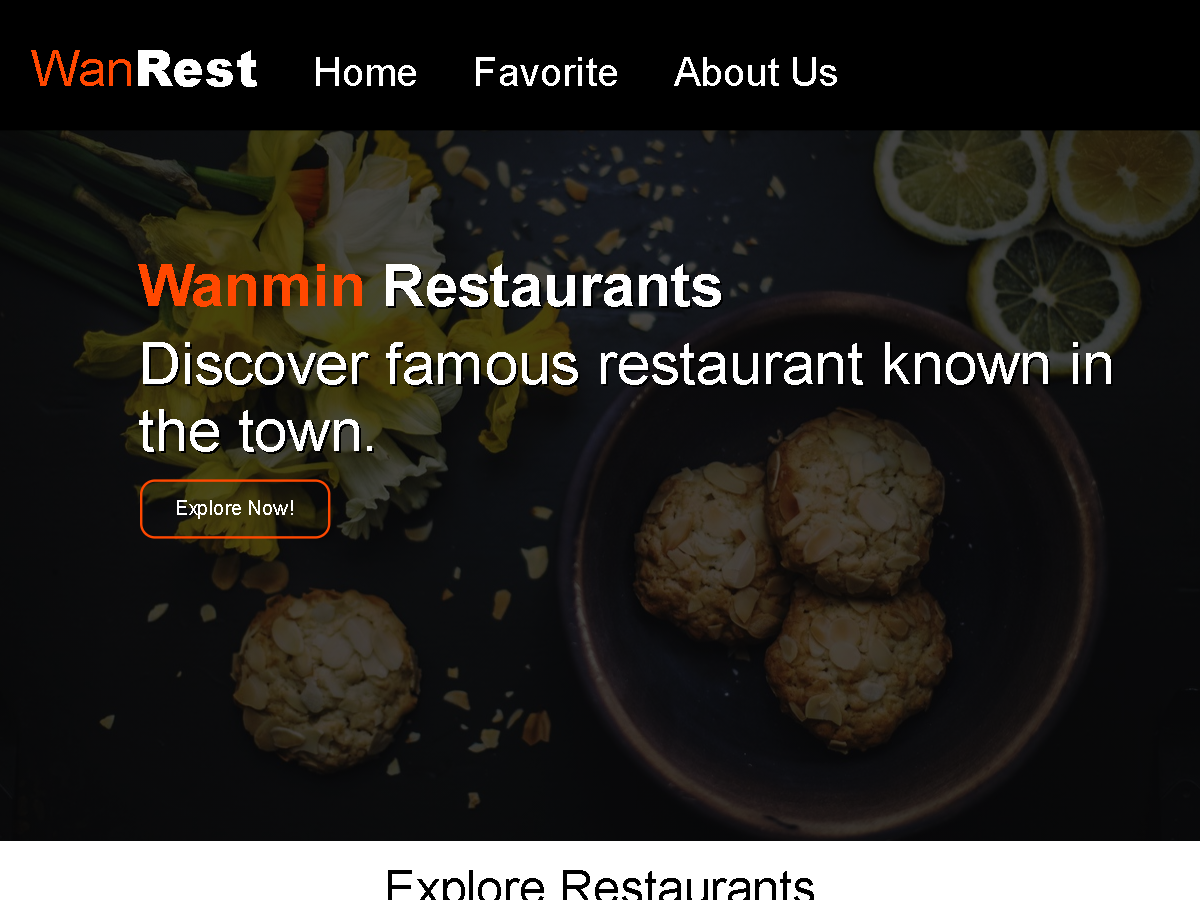 WanRest Home Favorite About Us
Wanmin Restaurants
Discover famous restaurant known in
the town.
Explore Now!
Explore Restaurants